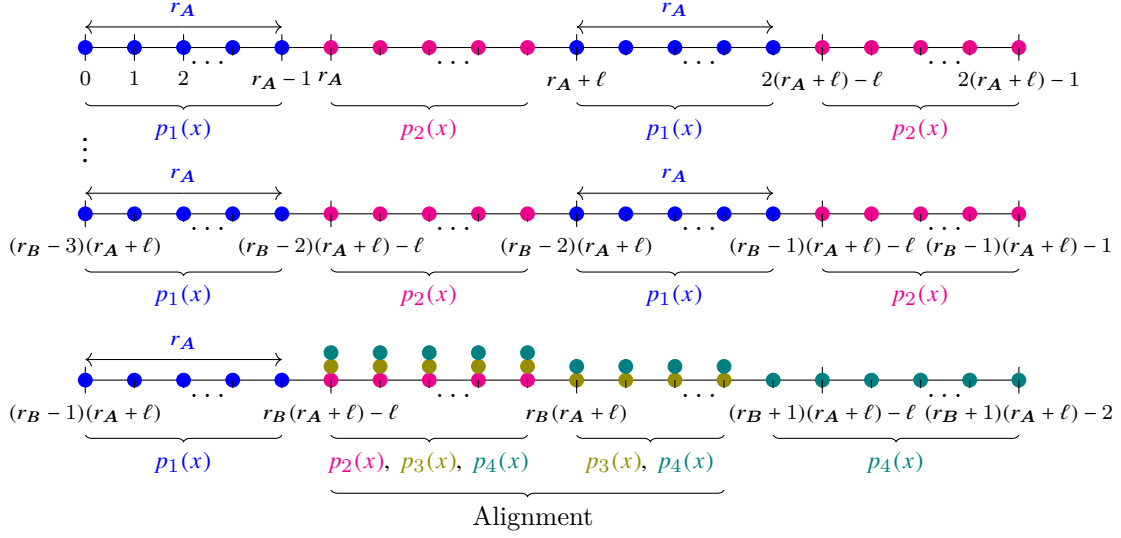 r_A r_A
0 1 2 ⋯ r_A − 1 r_A ⋯ r_A + ℓ ⋯ 2(r_A + ℓ) − ℓ ⋯ 2(r_A + ℓ) − 1
p_1(x) p_2(x) p_1(x) p_2(x)
⋮
r_A r_A
(r_B − 3)(r_A + ℓ) ⋯ (r_B − 2)(r_A + ℓ) − ℓ ⋯ (r_B − 2)(r_A + ℓ) ⋯ (r_B − 1)(r_A + ℓ) − ℓ ⋯ (r_B − 1)(r_A + ℓ) − 1
p_1(x) p_2(x) p_1(x) p_2(x)
r_A
(r_B − 1)(r_A + ℓ) ⋯ r_B(r_A + ℓ) − ℓ ⋯ r_B(r_A + ℓ) ⋯ (r_B + 1)(r_A + ℓ) − ℓ ⋯ (r_B + 1)(r_A + ℓ) − 2
p_1(x) p_2(x), p_3(x), p_4(x) p_3(x), p_4(x) p_4(x)
Alignment